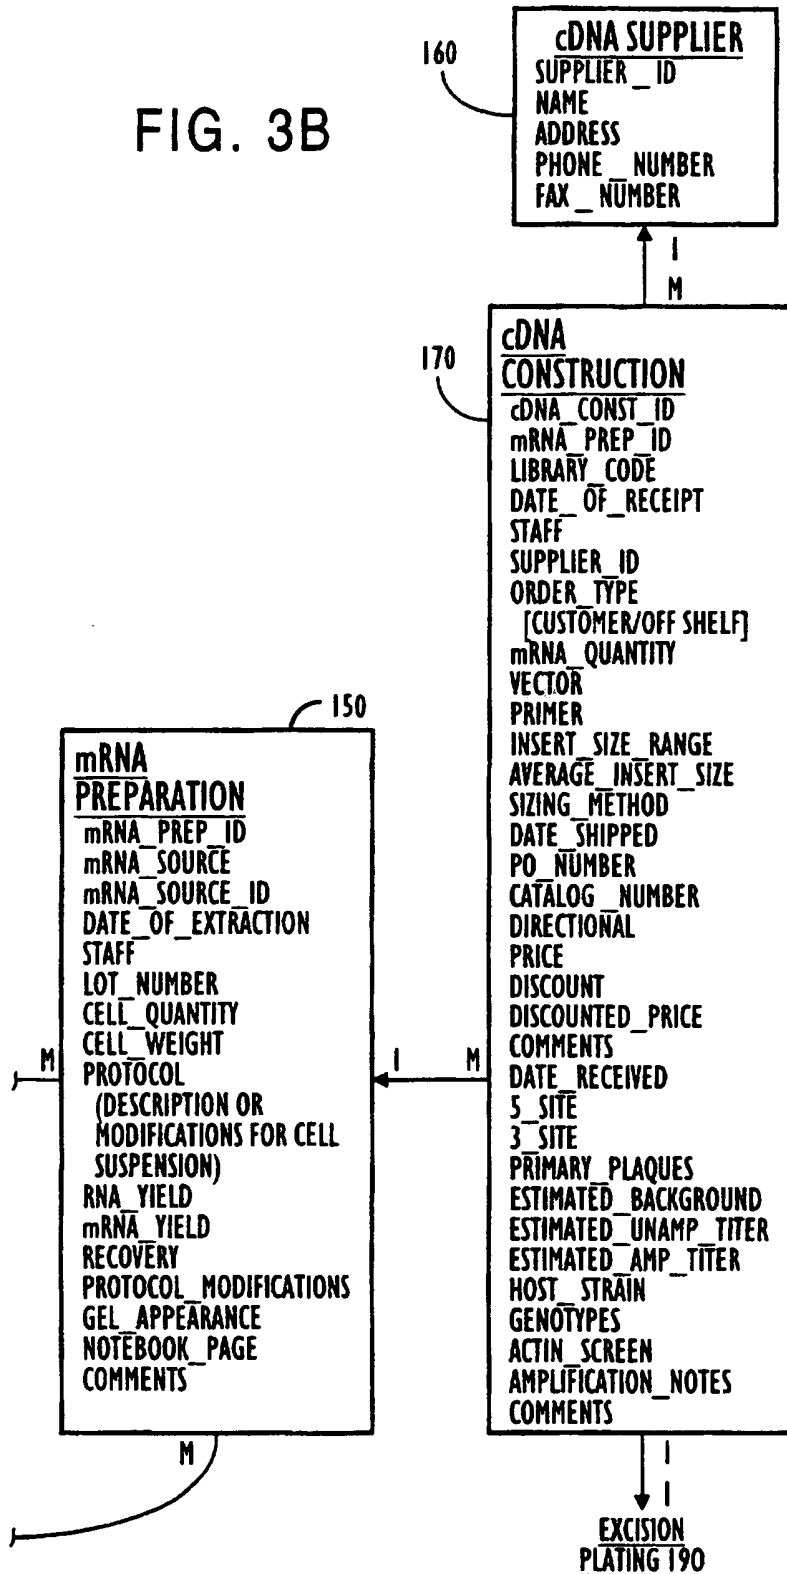 FIG. 3B
160
cDNA SUPPLIER
SUPPLIER_ID
NAME
ADDRESS
PHONE_NUMBER
FAX_NUMBER
I
M
170
cDNA
CONSTRUCTION
cDNA_CONST_ID
mRNA_PREP_ID
LIBRARY_CODE
DATE_OF_RECEIPT
STAFF
SUPPLIER_ID
ORDER_TYPE
[CUSTOMER/OFF SHELF]
mRNA_QUANTITY
VECTOR
PRIMER
INSERT_SIZE_RANGE
AVERAGE_INSERT_SIZE
SIZING_METHOD
DATE_SHIPPED
PO_NUMBER
CATALOG_NUMBER
DIRECTIONAL
PRICE
DISCOUNT
DISCOUNTED_PRICE
COMMENTS
DATE_RECEIVED
5_SITE
3_SITE
PRIMARY_PLAQUES
ESTIMATED_BACKGROUND
ESTIMATED_UNAMP_TITER
ESTIMATED_AMP_TITER
HOST_STRAIN
GENOTYPES
ACTIN_SCREEN
AMPLIFICATION_NOTES
COMMENTS
150
mRNA
PREPARATION
mRNA_PREP_ID
mRNA_SOURCE
mRNA_SOURCE_ID
DATE_OF_EXTRACTION
STAFF
LOT_NUMBER
CELL_QUANTITY
CELL_WEIGHT
PROTOCOL
(DESCRIPTION OR
MODIFICATIONS FOR CELL
SUSPENSION)
RNA_YIELD
mRNA_YIELD
RECOVERY
PROTOCOL_MODIFICATIONS
GEL_APPEARANCE
NOTEBOOK_PAGE
COMMENTS
M
I M
M
I
I
EXCISION
PLATING 190